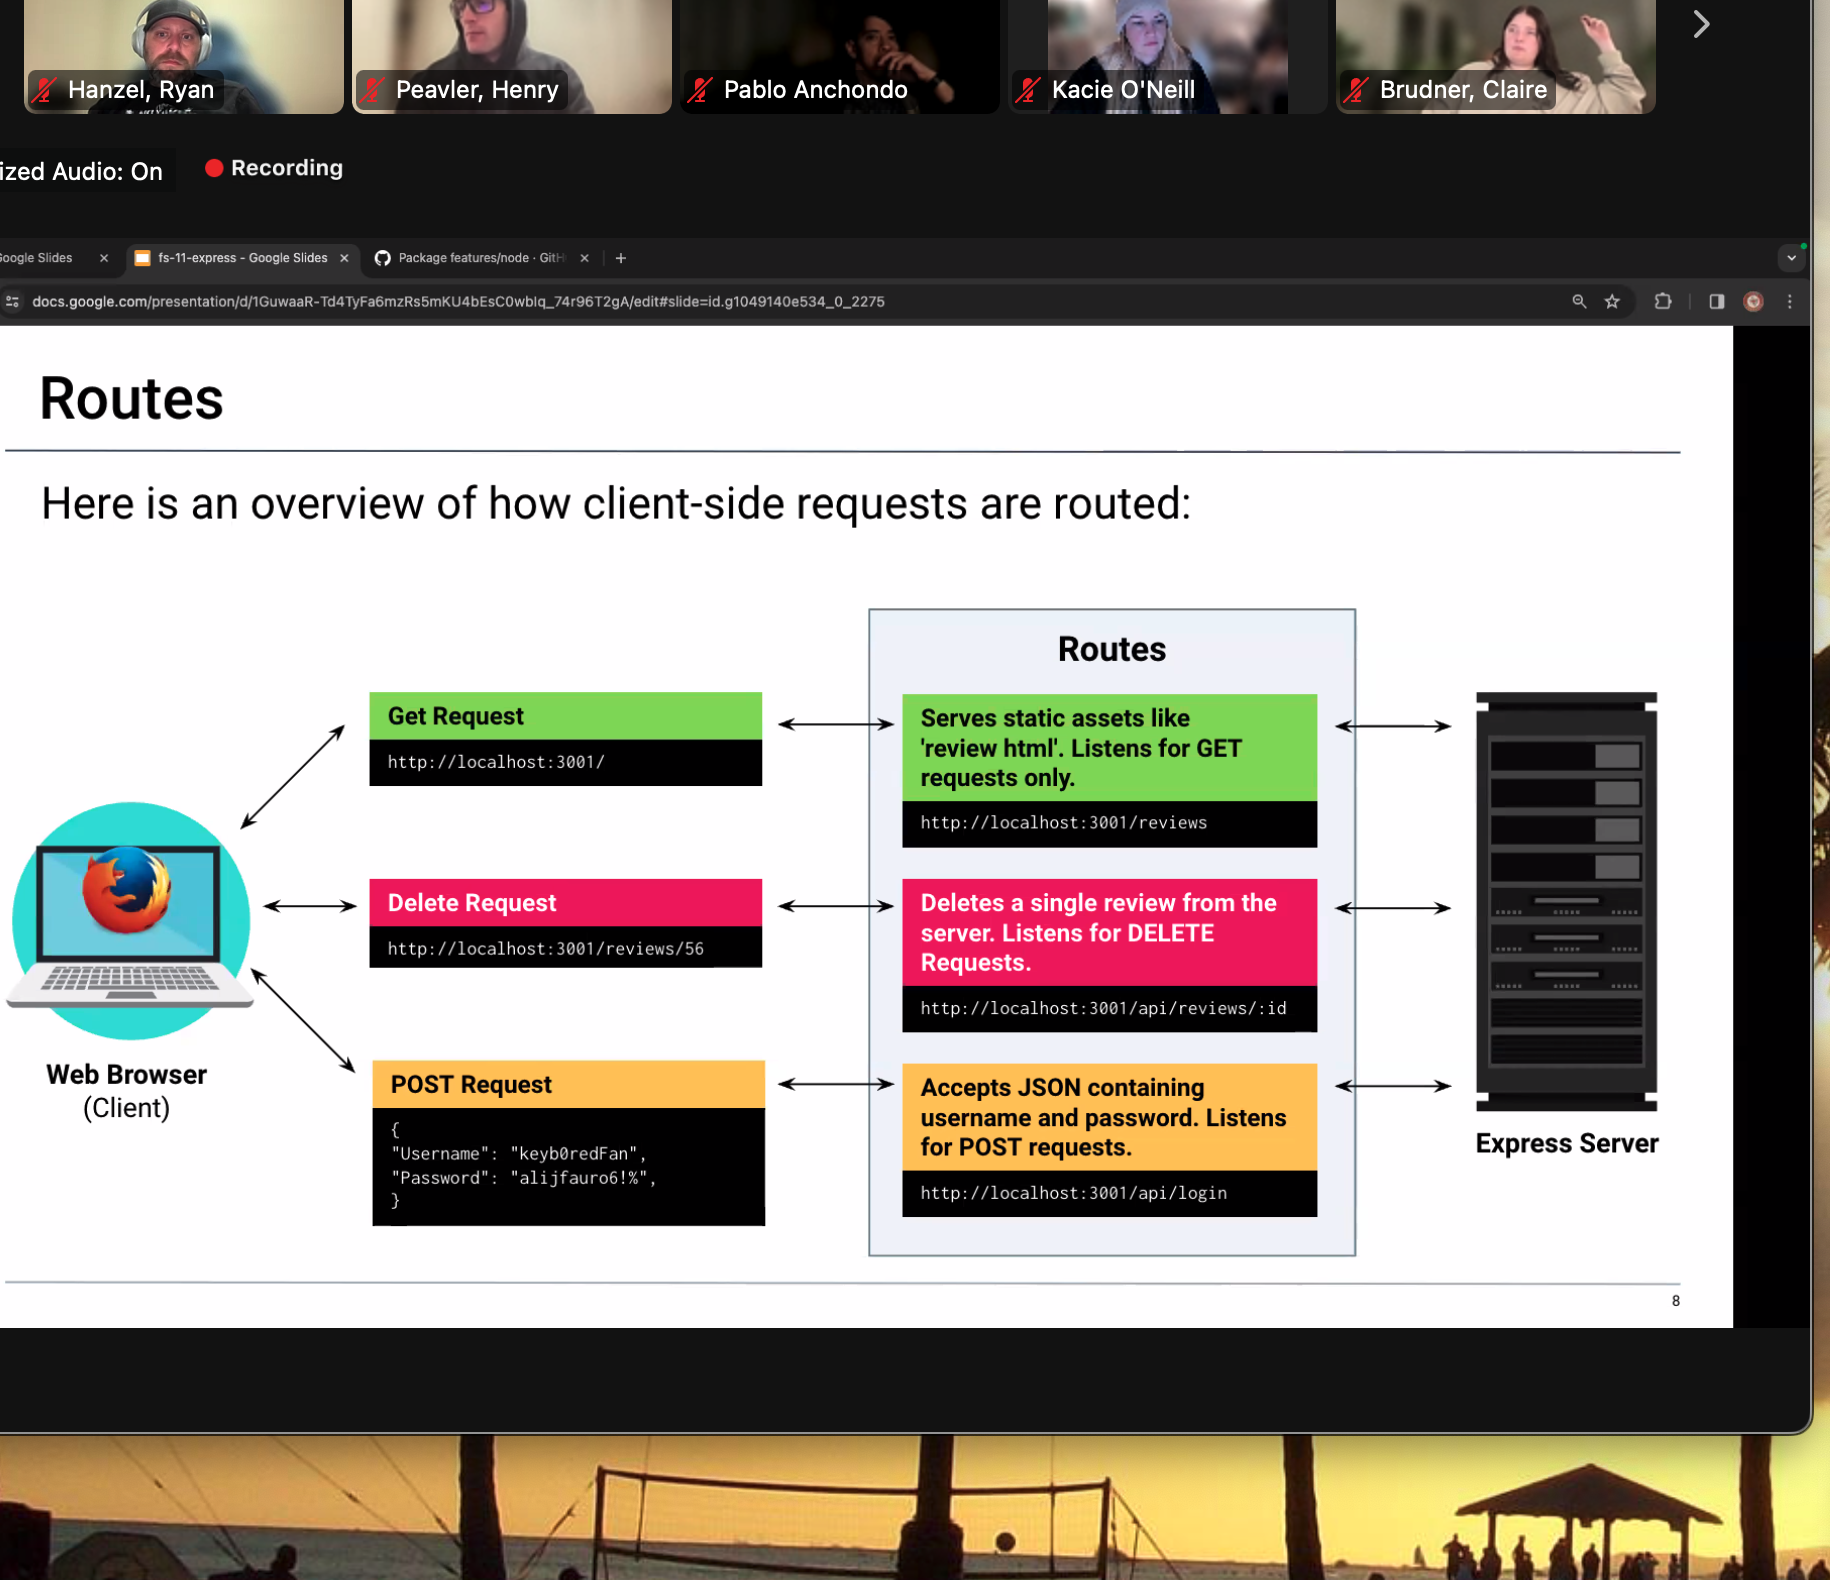 Hanzel, Ryan
Peavler, Henry
Pablo Anchondo
Kacie O'Neill
Brudner, Claire
ized Audio: On
Recording
Google Slides
fs-11-express - Google Slides
Package features/node · GitH
docs.google.com/presentation/d/1GuwaaR-Td4TyFa6mzRs5mKU4bEsC0wbIq_74r96T2gA/edit#slide=id.g1049140e534_0_2275
Routes
Here is an overview of how client-side requests are routed:
Routes
Get Request
http://localhost:3001/
Serves static assets like
'review html'. Listens for GET
requests only.
http://localhost:3001/reviews
Delete Request
http://localhost:3001/reviews/56
Deletes a single review from the
server. Listens for DELETE
Requests.
http://localhost:3001/api/reviews/:id
Web Browser
(Client)
POST Request
{
"Username": "keyb0redFan",
"Password": "alijfauro6!%",
}
Accepts JSON containing
username and password. Listens
for POST requests.
http://localhost:3001/api/login
Express Server
8